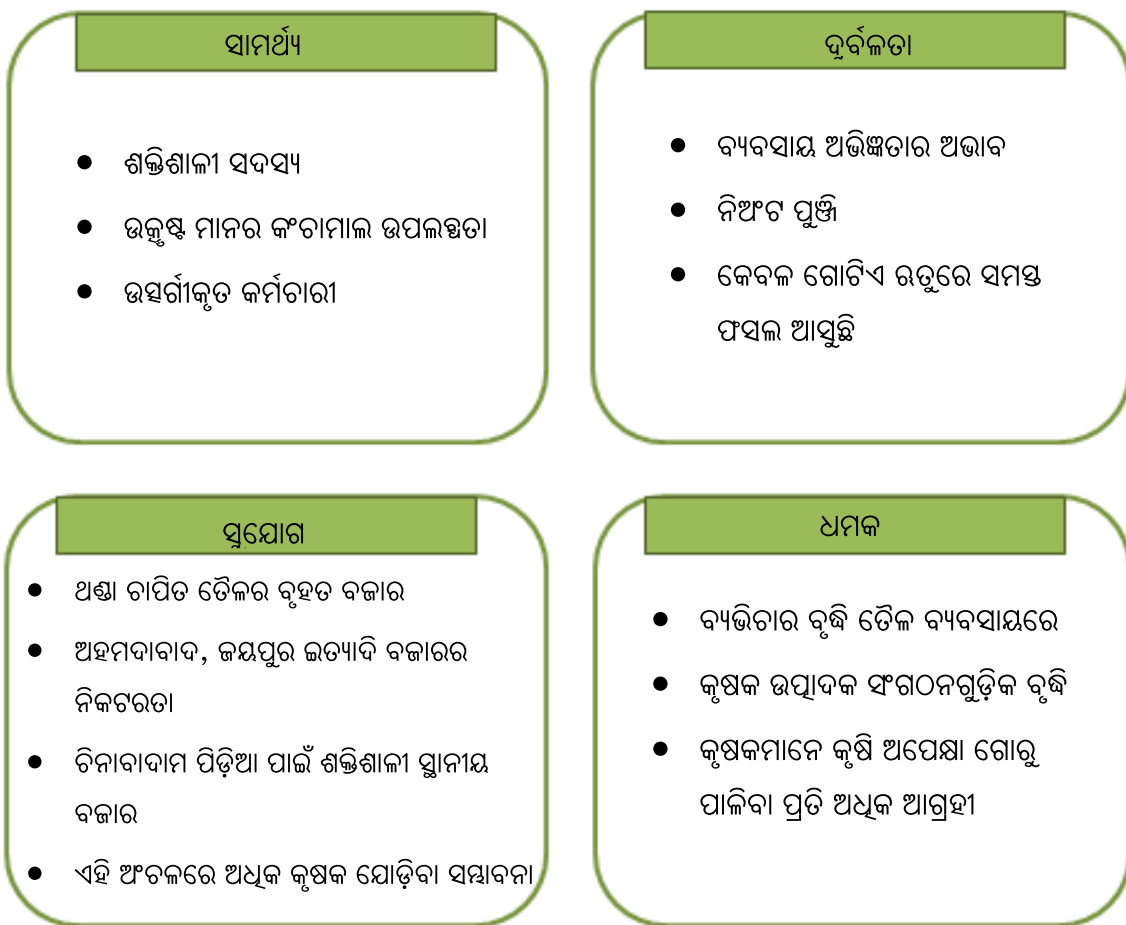 ସାମର୍ଥ୍ୟ
• ଶକ୍ତିଶାଳୀ ସଦସ୍ୟ
• ଉତ୍କୃଷ୍ଟ ମାନର କଂଚାମାଲ ଉପଲବ୍ଧତା
• ଉତ୍ସର୍ଗୀକୃତ କର୍ମଚାରୀ
ଦୁର୍ବଳତା
• ବ୍ୟବସାୟ ଅଭିଜ୍ଞତାର ଅଭାବ
• ନିଅଂଟ ପୁଞ୍ଜି
• କେବଳ ଗୋଟିଏ ଋତୁରେ ସମସ୍ତ
ଫସଲ ଆସୁଛି
ସୁଯୋଗ
• ଥଣ୍ଡା ଚାପିତ ତୈଳର ବୃହତ ବଜାର
• ଅହମଦାବାଦ, ଜୟପୁର ଇତ୍ୟାଦି ବଜାରର
ନିକଟରତା
• ଚିନାବାଦାମ ପିଡ଼ିଆ ପାଇଁ ଶକ୍ତିଶାଳୀ ସ୍ଥାନୀୟ
ବଜାର
• ଏହି ଅଂଚଳରେ ଅଧିକ କୃଷକ ଯୋଡ଼ିବା ସମ୍ଭାବନା
ଧମକ
• ବ୍ୟଭିଚାର ବୃଦ୍ଧି ତୈଳ ବ୍ୟବସାୟରେ
• କୃଷକ ଉତ୍ପାଦକ ସଂଗଠନଗୁଡ଼ିକ ବୃଦ୍ଧି
• କୃଷକମାନେ କୃଷି ଅପେକ୍ଷା ଗୋରୁ
ପାଳିବା ପ୍ରତି ଅଧିକ ଆଗ୍ରହୀ